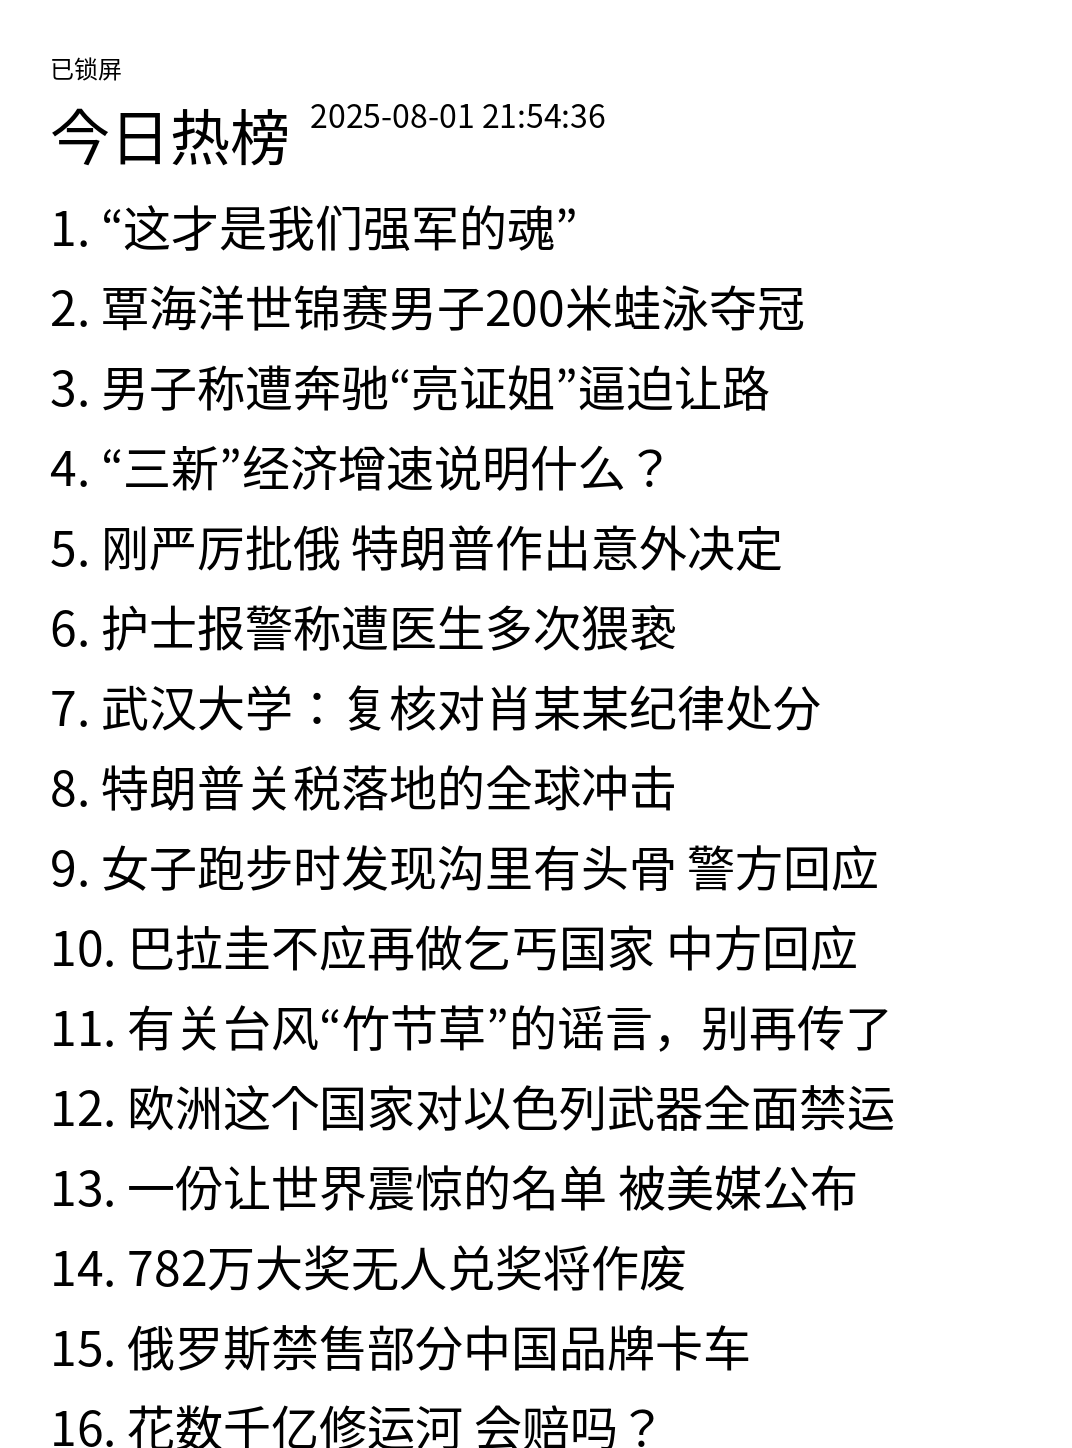 已锁屏
今日热榜 2025-08-01 21:54:36
1. “这才是我们强军的魂”
2. 覃海洋世锦赛男子200米蛙泳夺冠
3. 男子称遭奔驰“亮证姐”逼迫让路
4. “三新”经济增速说明什么？
5. 刚严厉批俄 特朗普作出意外决定
6. 护士报警称遭医生多次猥亵
7. 武汉大学：复核对肖某某纪律处分
8. 特朗普关税落地的全球冲击
9. 女子跑步时发现沟里有头骨 警方回应
10. 巴拉圭不应再做乞丐国家 中方回应
11. 有关台风“竹节草”的谣言，别再传了
12. 欧洲这个国家对以色列武器全面禁运
13. 一份让世界震惊的名单 被美媒公布
14. 782万大奖无人兑奖将作废
15. 俄罗斯禁售部分中国品牌卡车
16. 花数千亿修运河 会赔吗？